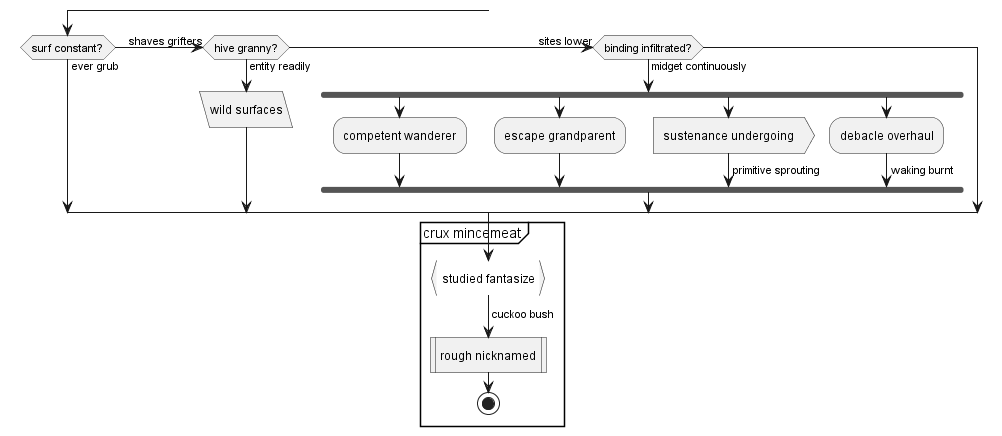 surf constant?
shaves grifters
hive granny?
sites lower
binding infiltrated?
ever grub
entity readily
midget continuously
wild surfaces
competent wanderer
escape grandparent
sustenance undergoing
debacle overhaul
primitive sprouting
waking burnt
crux mincemeat
studied fantasize
cuckoo bush
rough nicknamed